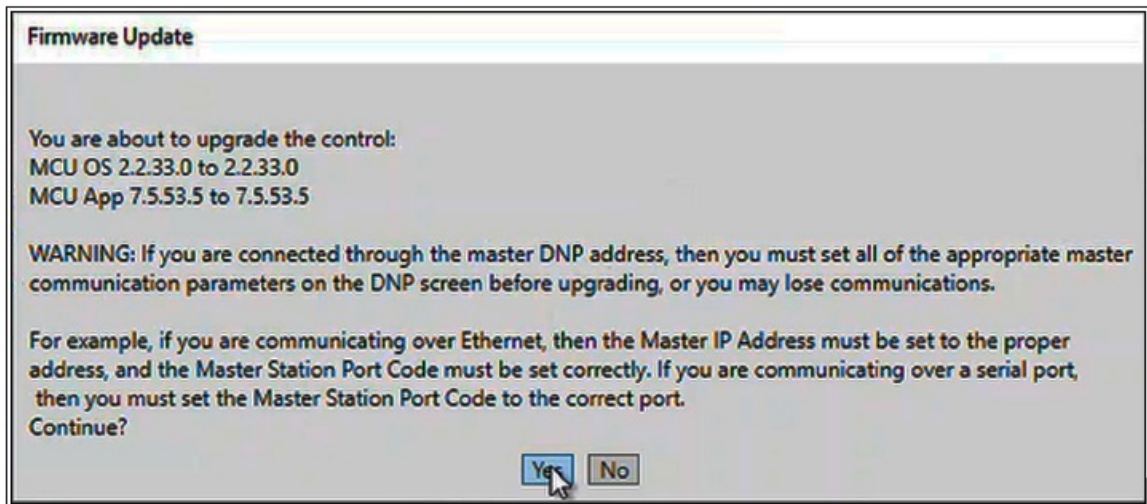 Firmware Update
You are about to upgrade the control:
MCU OS 2.2.33.0 to 2.2.33.0
MCU App 7.5.53.5 to 7.5.53.5
WARNING: If you are connected through the master DNP address, then you must set all of the appropriate master
communication parameters on the DNP screen before upgrading, or you may lose communications.
For example, if you are communicating over Ethernet, then the Master IP Address must be set to the proper
address, and the Master Station Port Code must be set correctly. If you are communicating over a serial port,
then you must set the Master Station Port Code to the correct port.
Continue?
Yes No